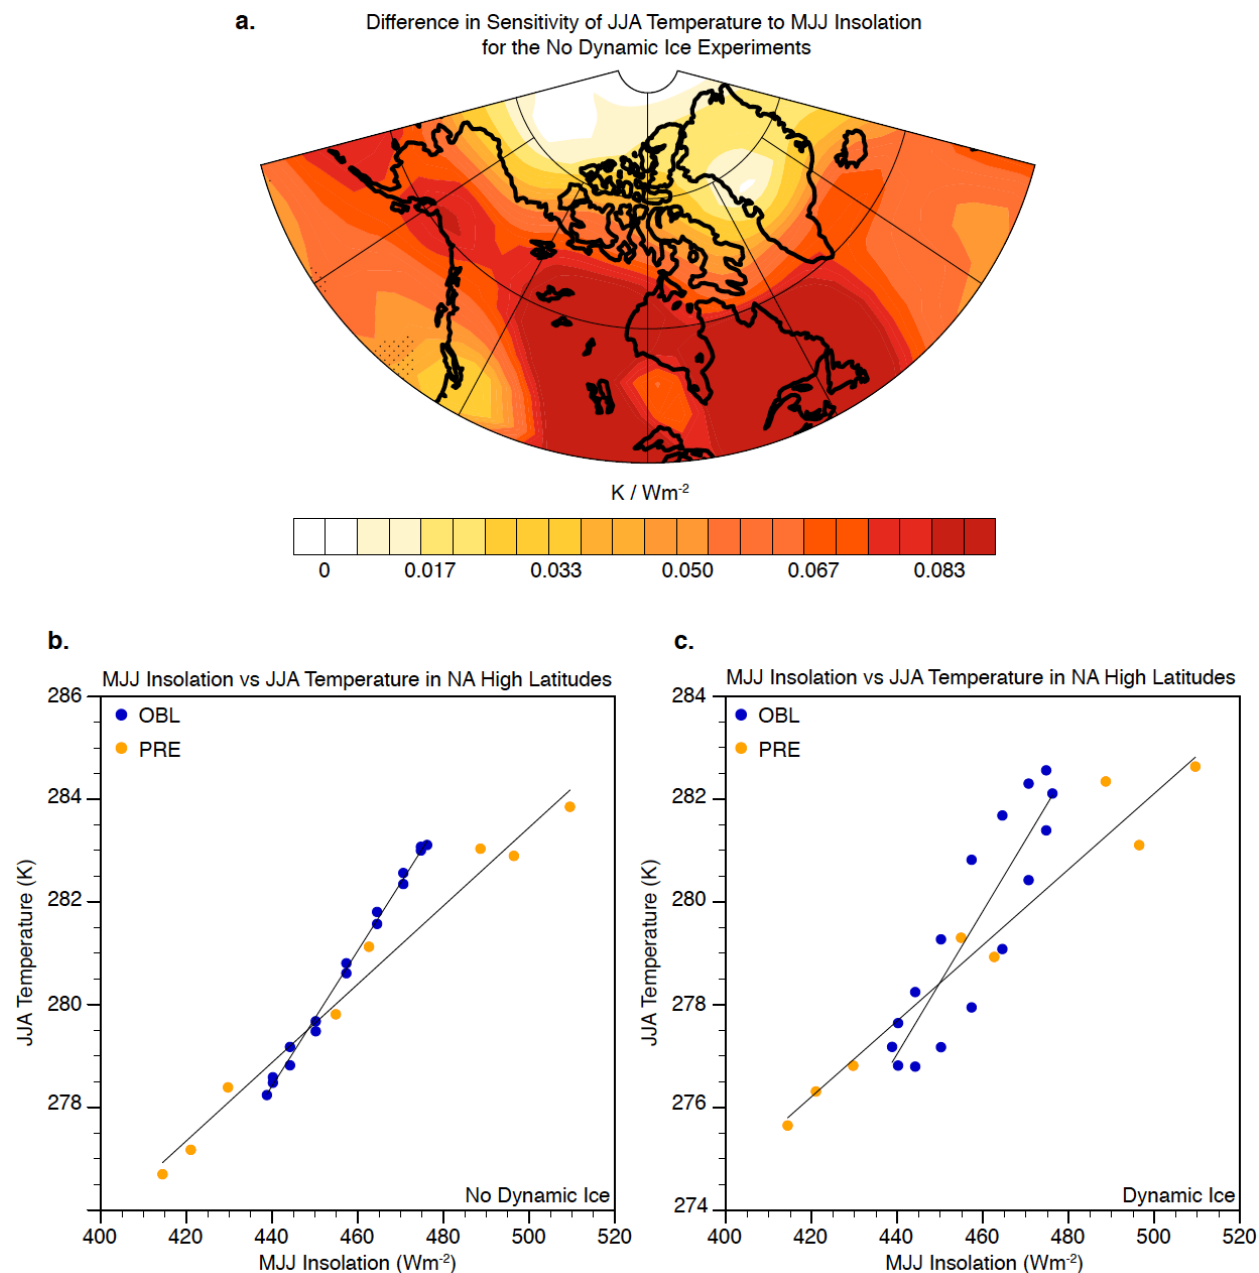 a.
Difference in Sensitivity of JJA Temperature to MJJ Insolation
for the No Dynamic Ice Experiments
K / Wm⁻²
0 0.017 0.033 0.050 0.067 0.083
b.
MJJ Insolation vs JJA Temperature in NA High Latitudes
286
OBL
PRE
284
282
280
278
JJA Temperature (K)
No Dynamic Ice
400 420 440 460 480 500 520
MJJ Insolation (Wm⁻²)
c.
MJJ Insolation vs JJA Temperature in NA High Latitudes
284
OBL
PRE
282
280
278
276
274
JJA Temperature (K)
Dynamic Ice
400 420 440 460 480 500 520
MJJ Insolation (Wm⁻²)